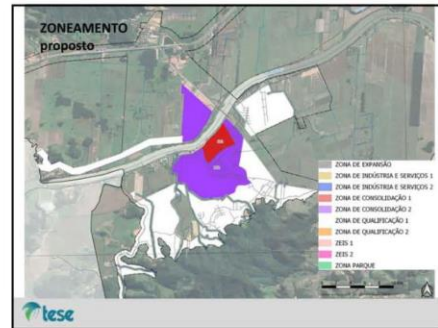 ZONEAMENTO
proposto
ZONA DE EXPANSÃO
ZONA DE INDÚSTRIA E SERVIÇOS 1
ZONA DE INDÚSTRIA E SERVIÇOS 2
ZONA DE CONSOLIDAÇÃO 1
ZONA DE CONSOLIDAÇÃO 2
ZONA DE QUALIFICAÇÃO 1
ZONA DE QUALIFICAÇÃO 2
ZEIS 1
ZEIS 2
ZONA PARQUE
tese